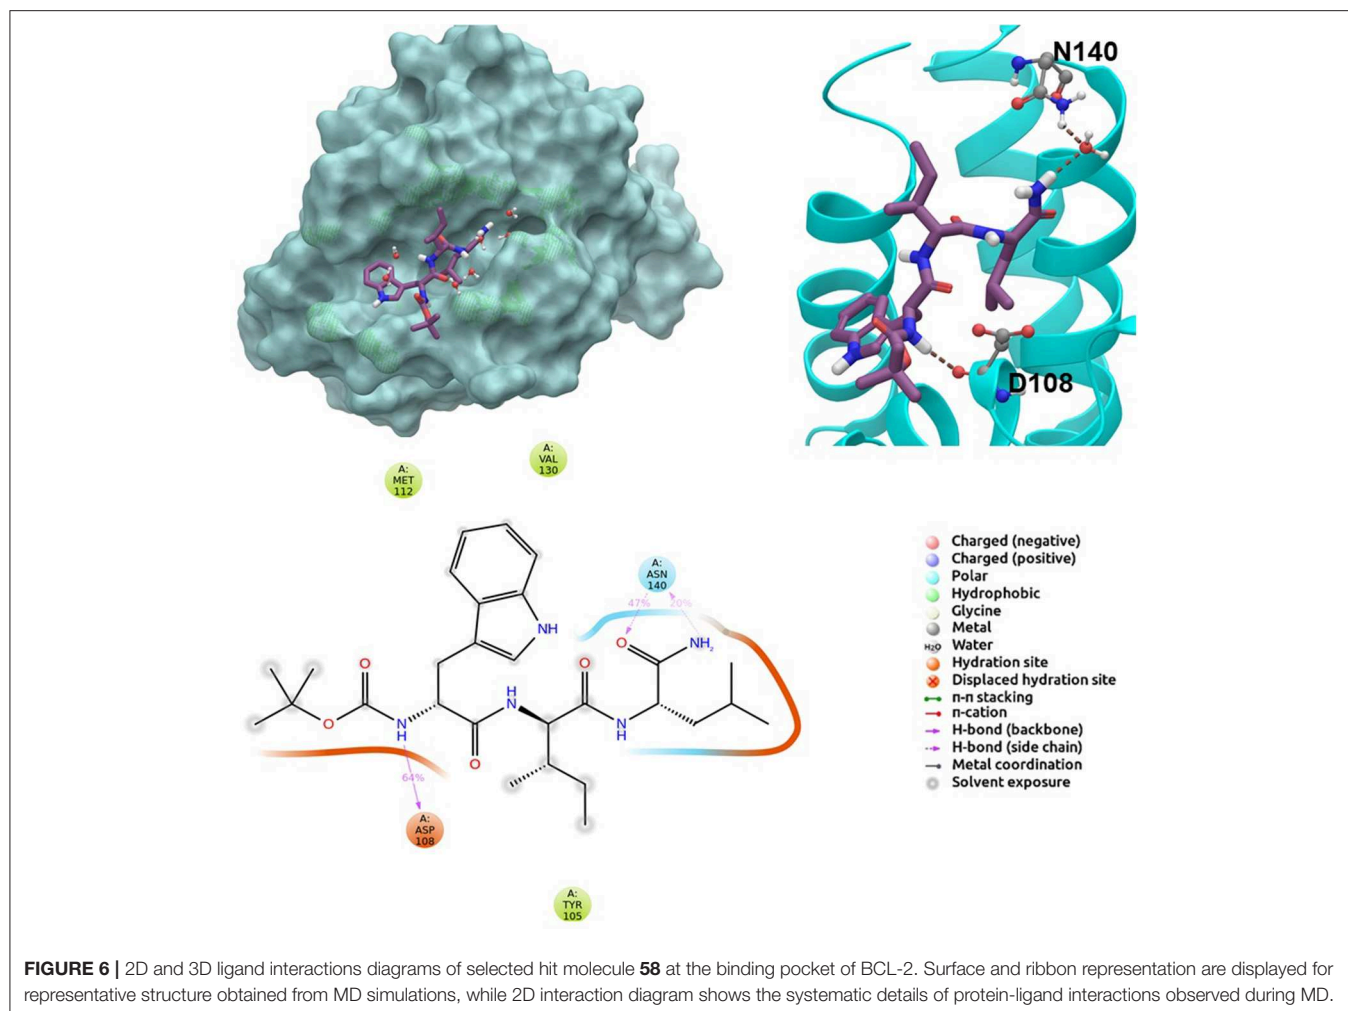 N140
D108
A:
MET
112
A:
VAL
130
A:
ASN
140
47%
20%
NH
O
NH₂
O
O
O
N
H
O
N
H
O
N
H
64%
A:
ASP
108
A:
TYR
105
Charged (negative)
Charged (positive)
Polar
Hydrophobic
Glycine
Metal
H₂O Water
Hydration site
Displaced hydration site
π-π stacking
π-cation
H-bond (backbone)
H-bond (side chain)
Metal coordination
Solvent exposure
FIGURE 6 | 2D and 3D ligand interactions diagrams of selected hit molecule 58 at the binding pocket of BCL-2. Surface and ribbon representation are displayed for
representative structure obtained from MD simulations, while 2D interaction diagram shows the systematic details of protein-ligand interactions observed during MD.